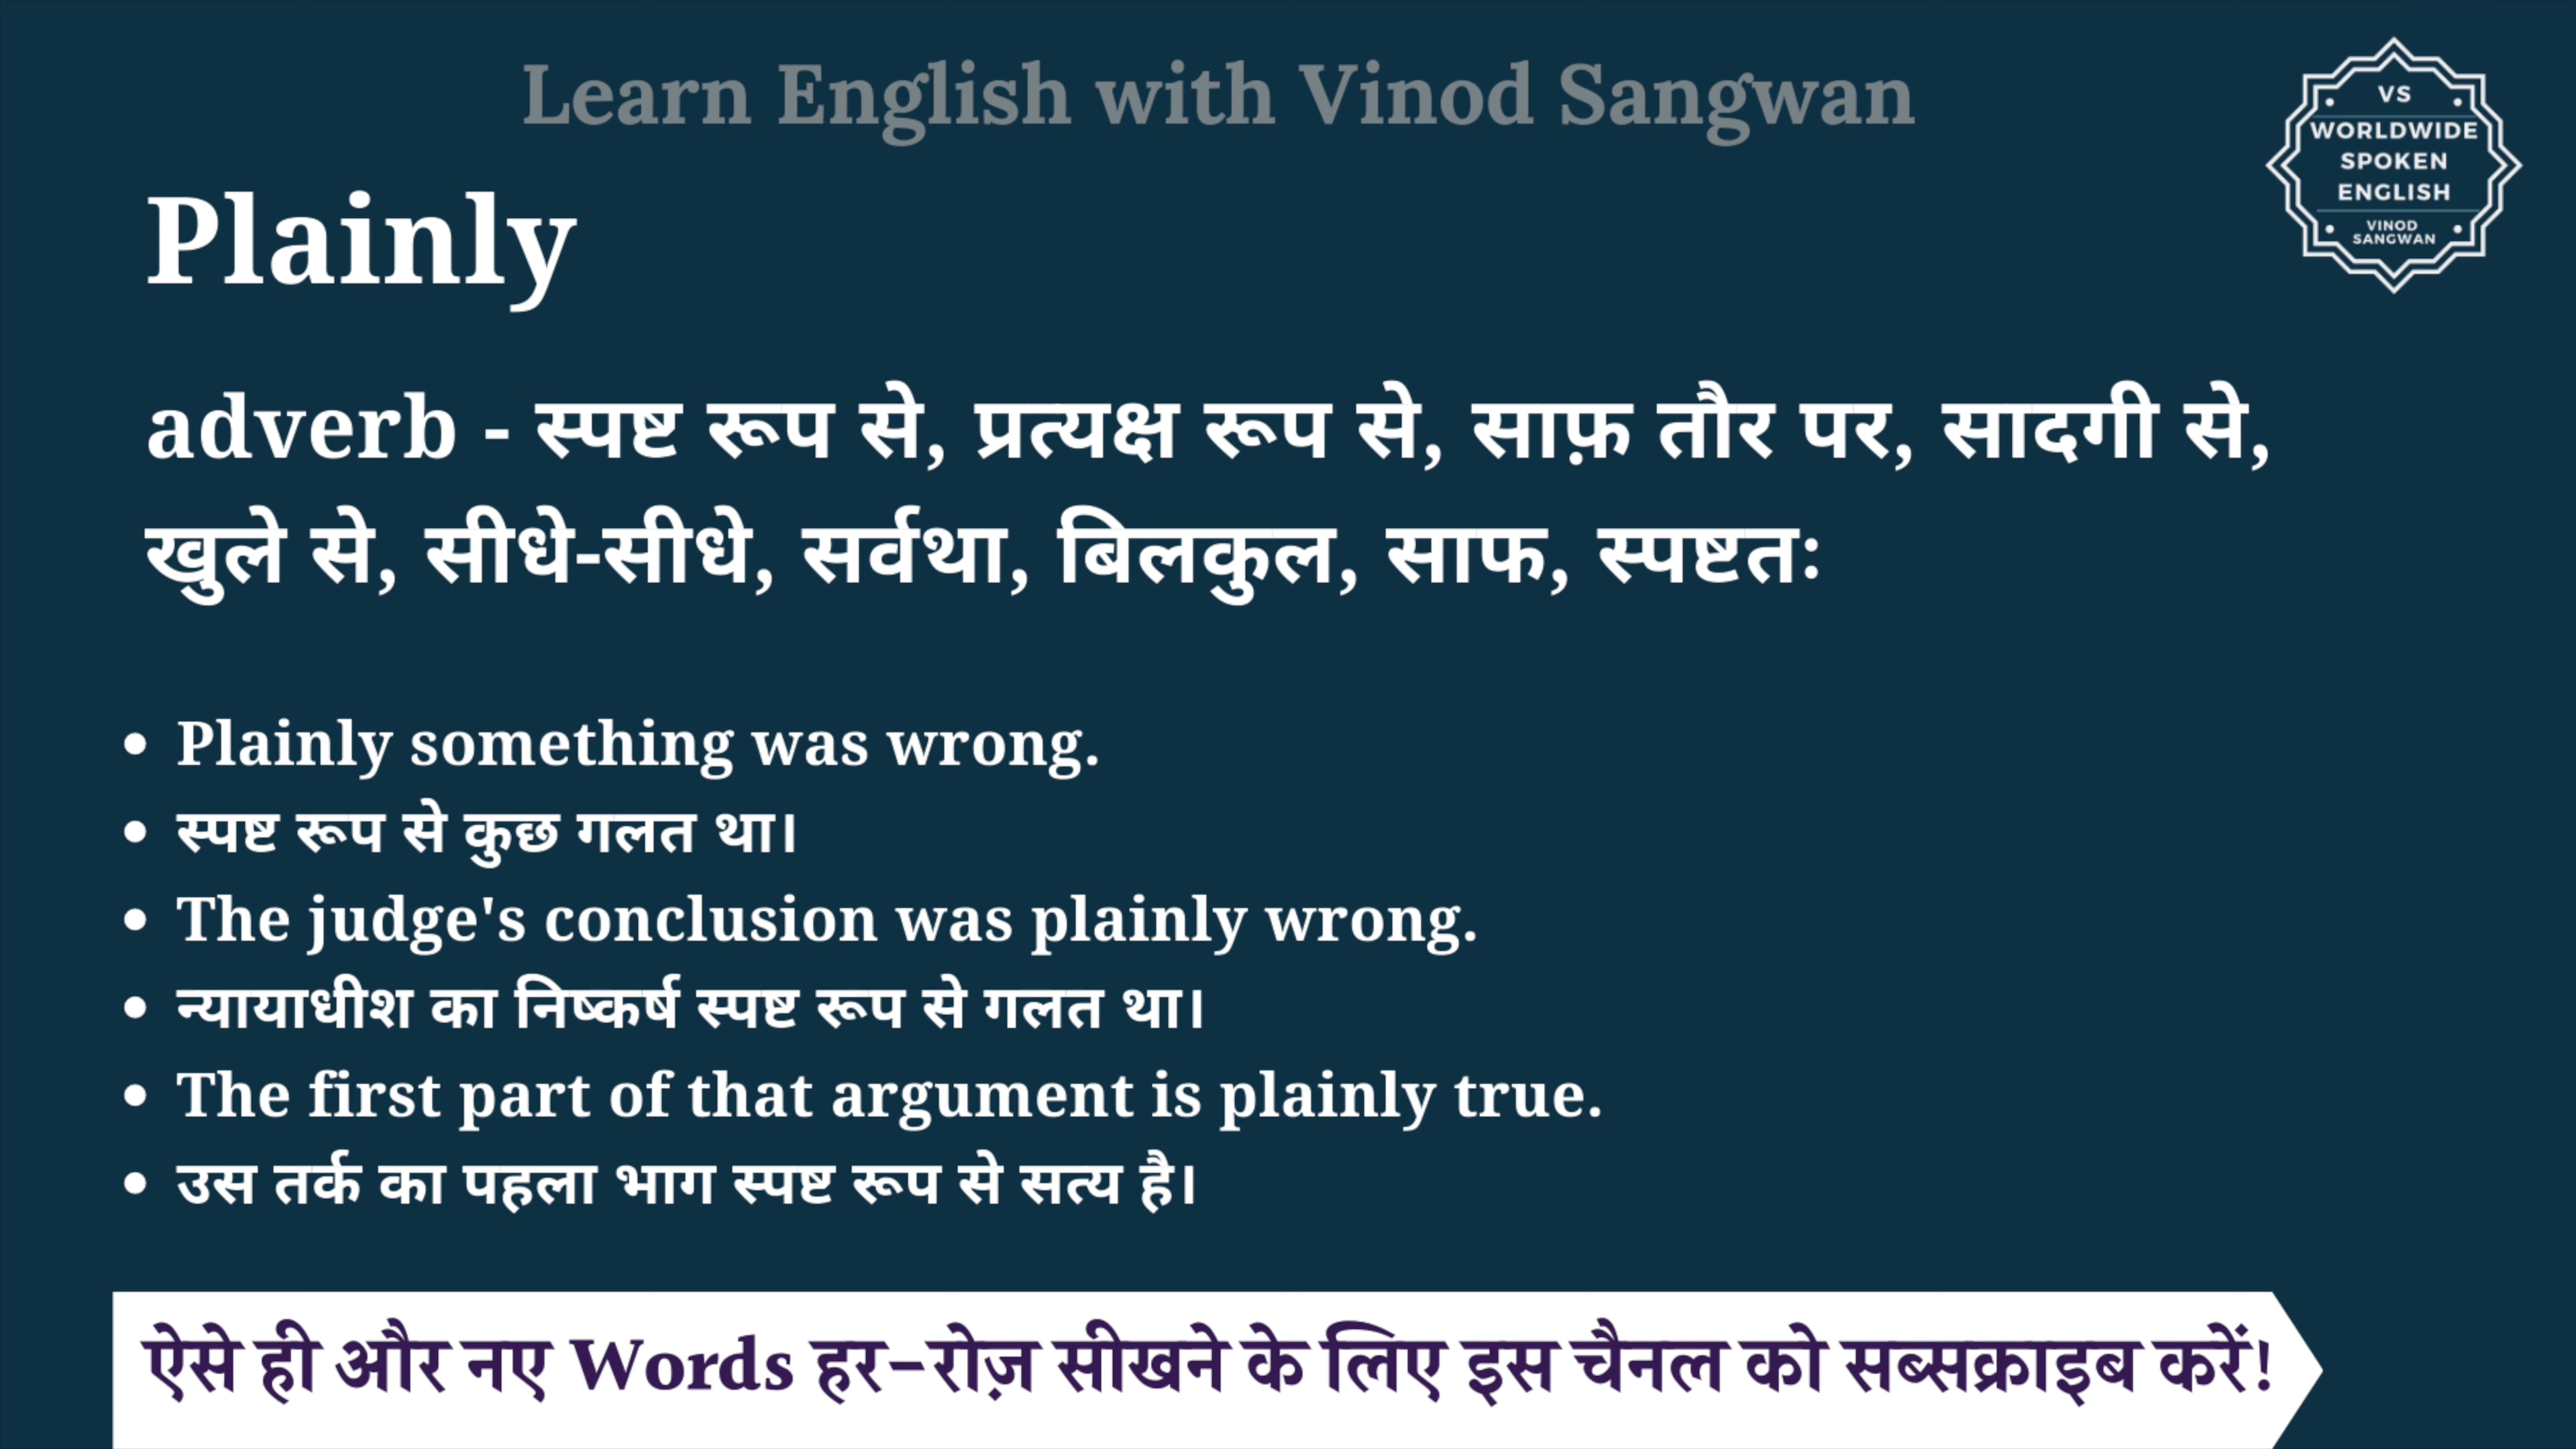 Learn English with Vinod Sangwan
VS
WORLDWIDE
SPOKEN
ENGLISH
VINOD
SANGWAN
Plainly
adverb - स्पष्ट रूप से, प्रत्यक्ष रूप से, साफ़ तौर पर, सादगी से,
खुले से, सीधे-सीधे, सर्वथा, बिलकुल, साफ, स्पष्टतः
• Plainly something was wrong.
• स्पष्ट रूप से कुछ गलत था।
• The judge's conclusion was plainly wrong.
• न्यायाधीश का निष्कर्ष स्पष्ट रूप से गलत था।
• The first part of that argument is plainly true.
• उस तर्क का पहला भाग स्पष्ट रूप से सत्य है।
ऐसे ही और नए Words हर-रोज़ सीखने के लिए इस चैनल को सब्सक्राइब करें!